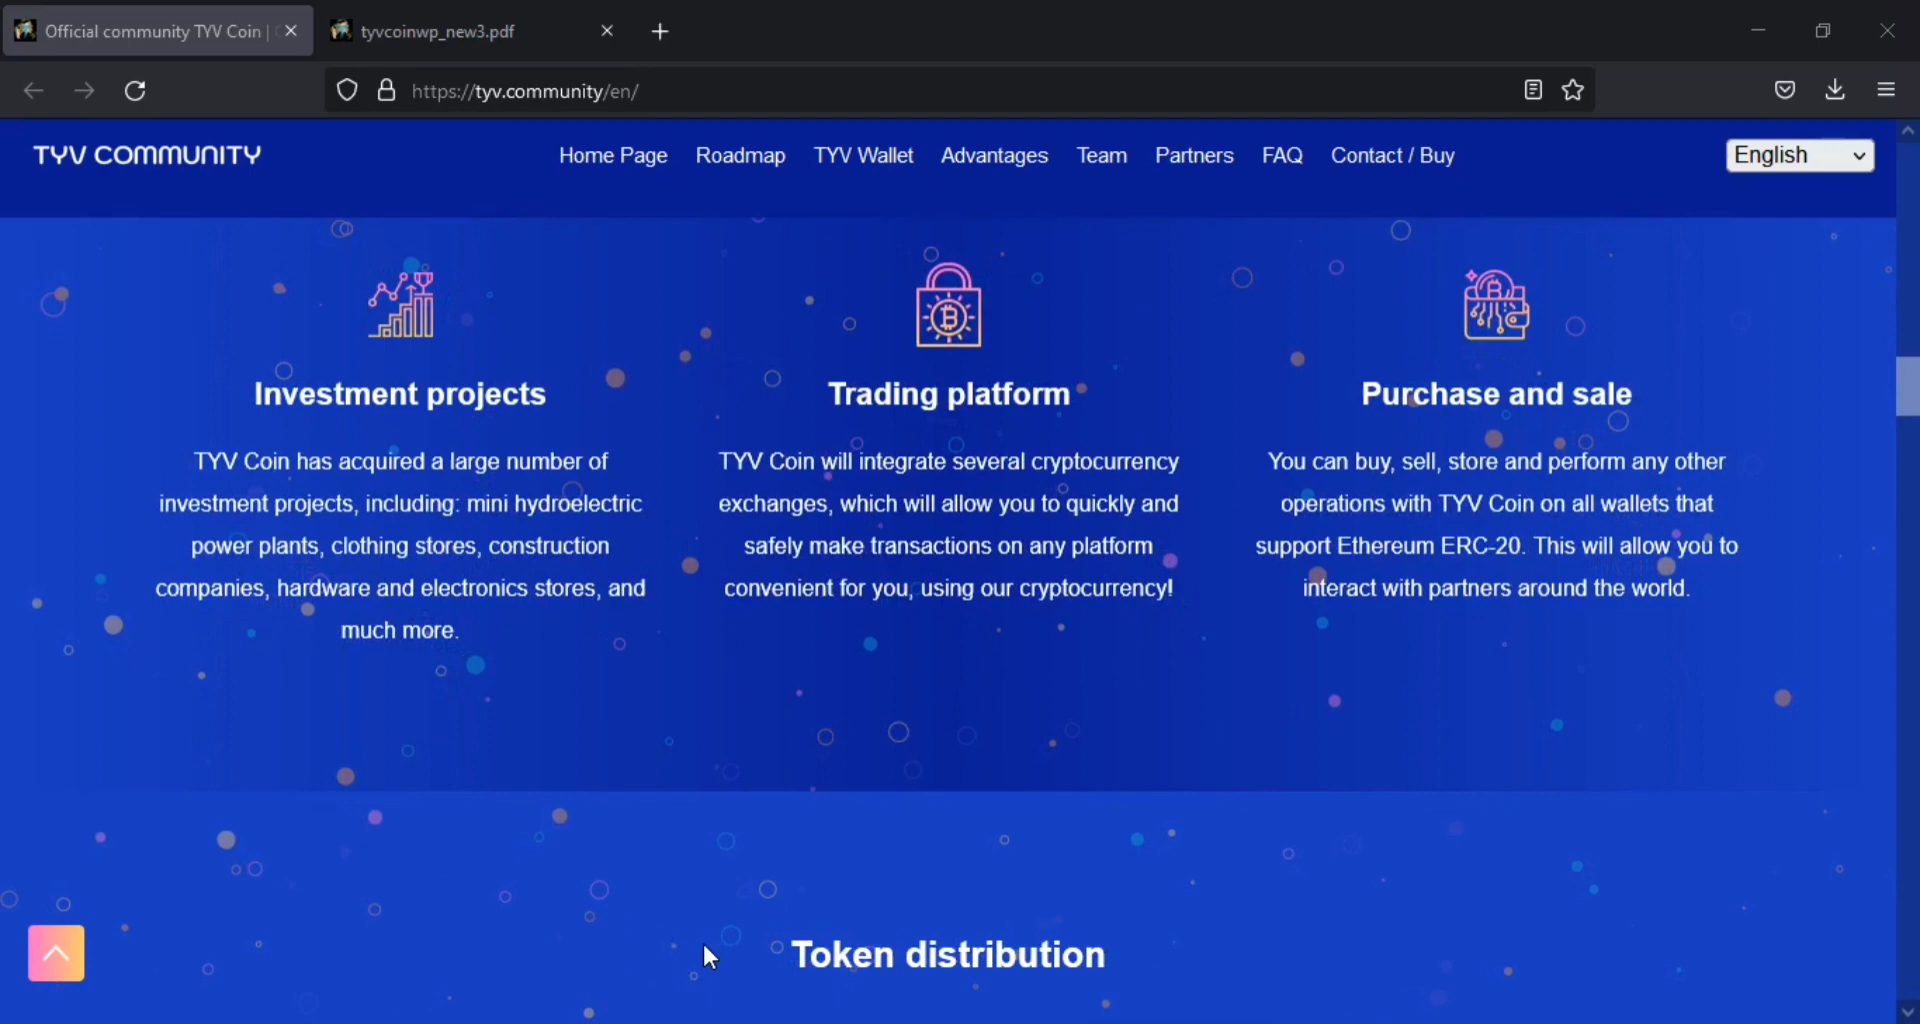 Official community TYV Coin |
tyvcoinwp_new3.pdf
https://tyv.community/en/
TYV COMMUNITY
Home Page
Roadmap
TYV Wallet
Advantages
Team
Partners
FAQ
Contact / Buy
English
Investment projects
TYV Coin has acquired a large number of
investment projects, including: mini hydroelectric
power plants, clothing stores, construction
companies, hardware and electronics stores, and
much more.
Trading platform
TYV Coin will integrate several cryptocurrency
exchanges, which will allow you to quickly and
safely make transactions on any platform
convenient for you, using our cryptocurrency!
Purchase and sale
You can buy, sell, store and perform any other
operations with TYV Coin on all wallets that
support Ethereum ERC-20. This will allow you to
interact with partners around the world.
Token distribution